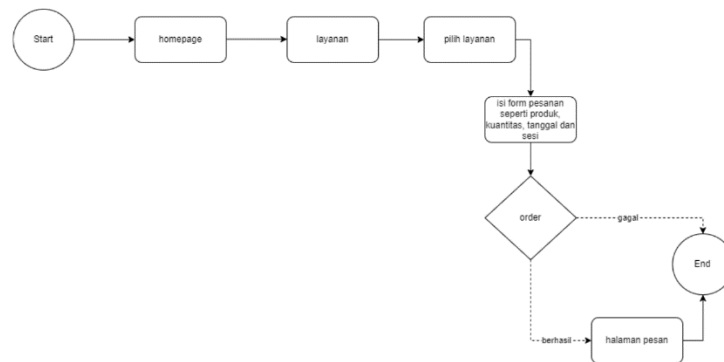 Start
homepage
layanan
pilih layanan
isi form pesanan
seperti produk,
kuantitas, tanggal dan
sesi
order
gagal
End
berhasil
halaman pesan